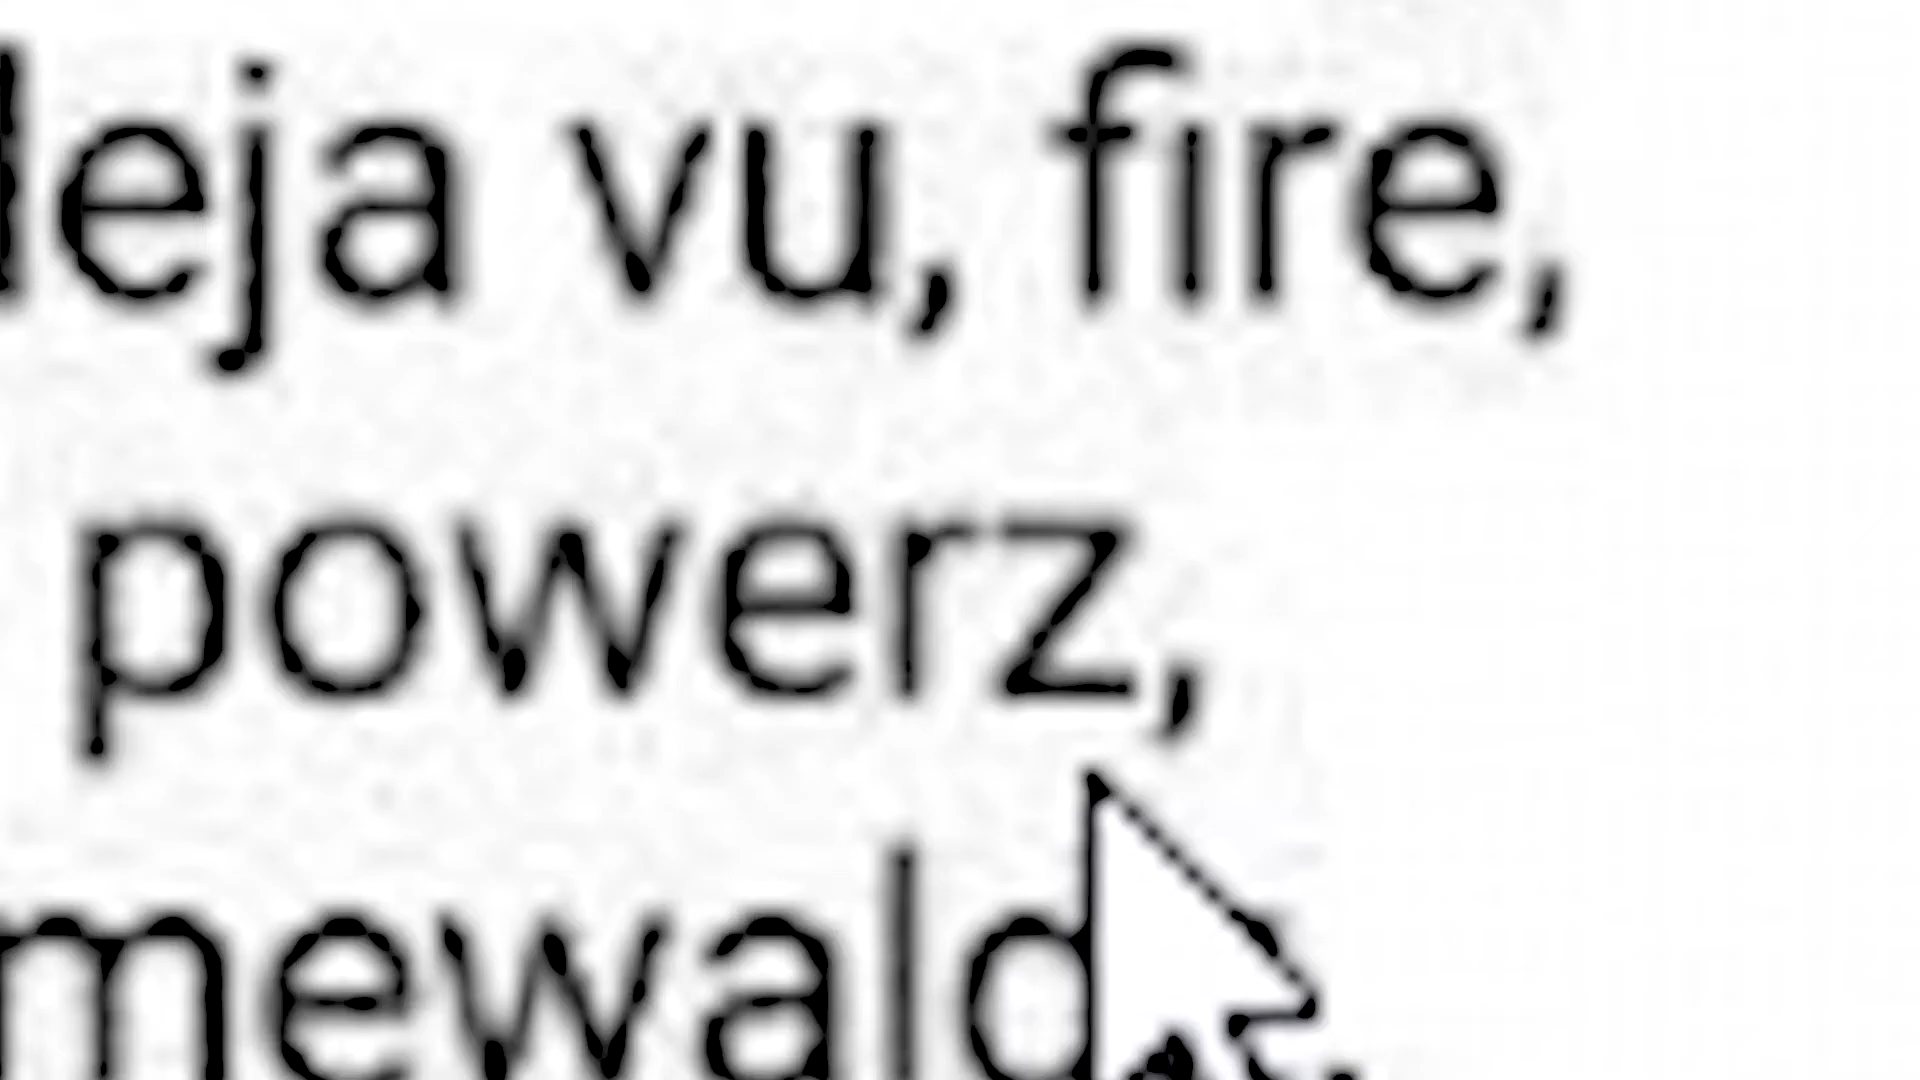 deja vu, fire,
powerz,
mewald